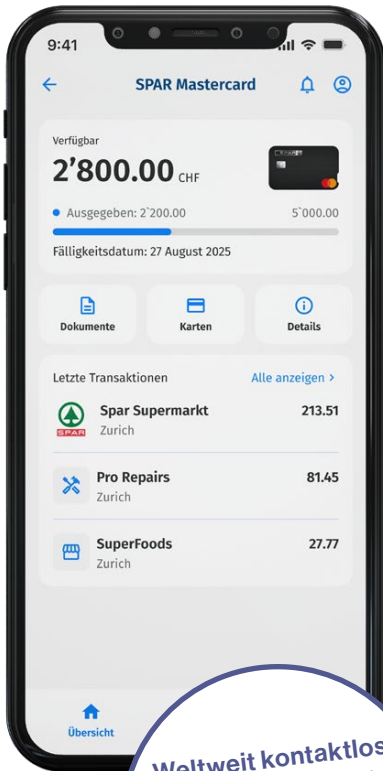 9:41
SPAR Mastercard
Verfügbar
2’800.00 CHF
Ausgegeben: 2`200.00 5`000.00
Fälligkeitsdatum: 27 August 2025
Dokumente Karten Details
Letzte Transaktionen Alle anzeigen >
Spar Supermarkt 213.51
SPAR
Zurich
Pro Repairs 81.45
Zurich
SuperFoods 27.77
Zurich
Übersicht
Weltweit kontaktlos